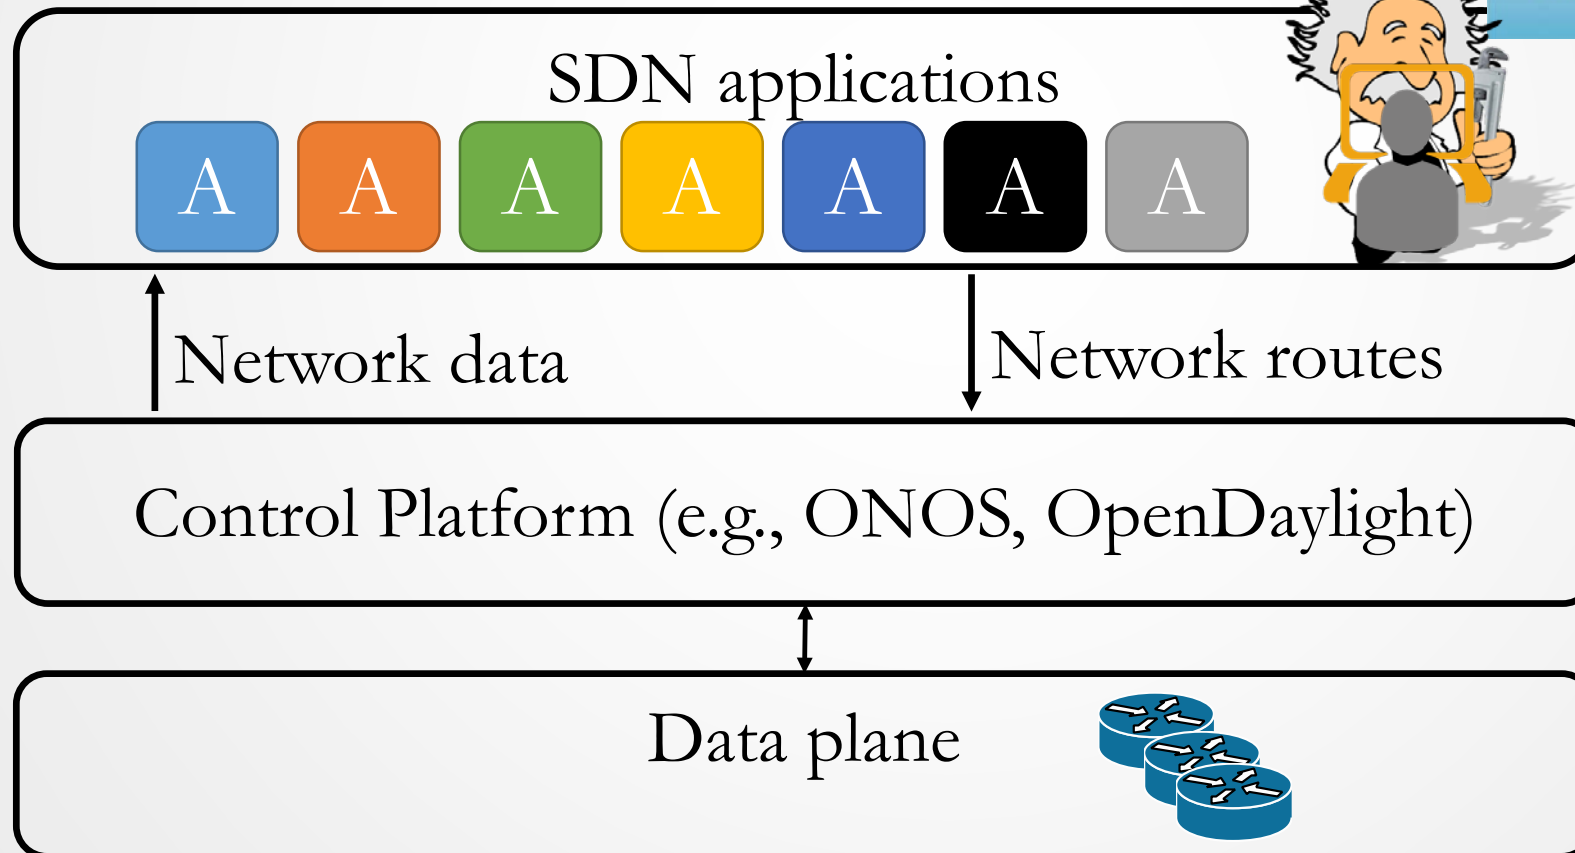 SDN applications
A A A A A A A
Network data
Network routes
Control Platform (e.g., ONOS, OpenDaylight)
Data plane